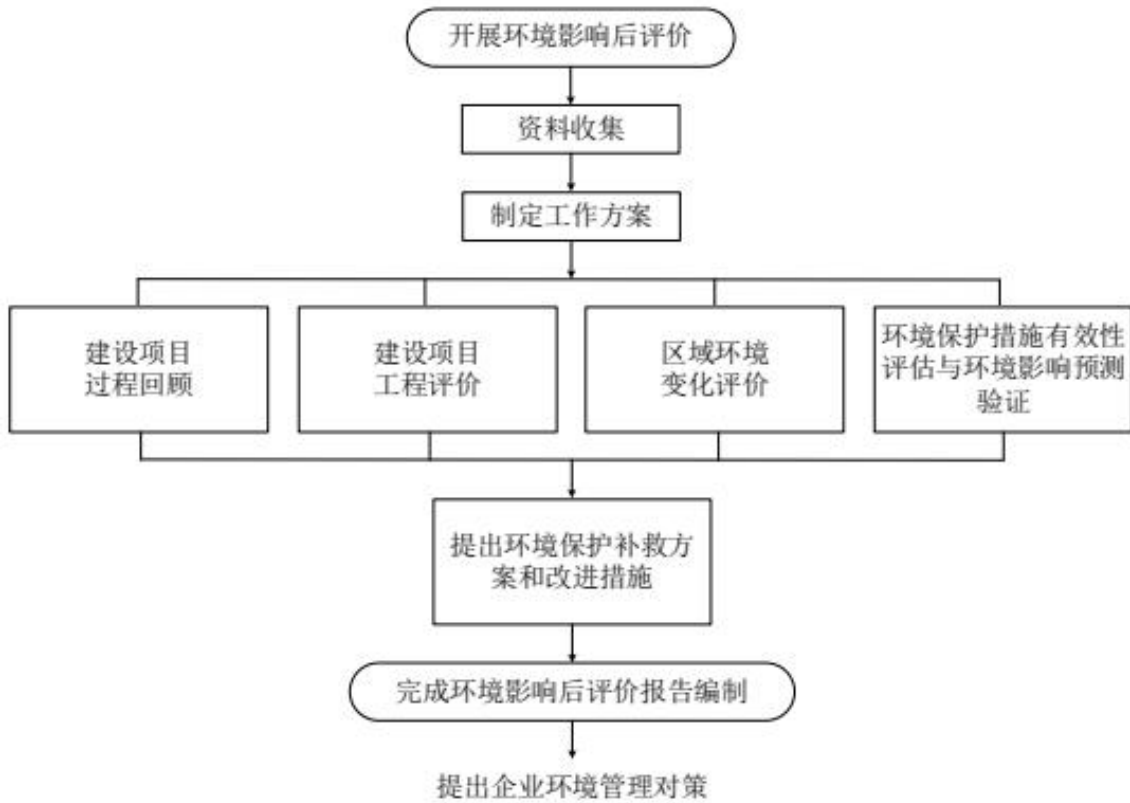 开展环境影响后评价
资料收集
制定工作方案
建设项目
过程回顾
建设项目
工程评价
区域环境
变化评价
环境保护措施有效性
评估与环境影响预测
验证
提出环境保护补救方
案和改进措施
完成环境影响后评价报告编制
提出企业环境管理对策